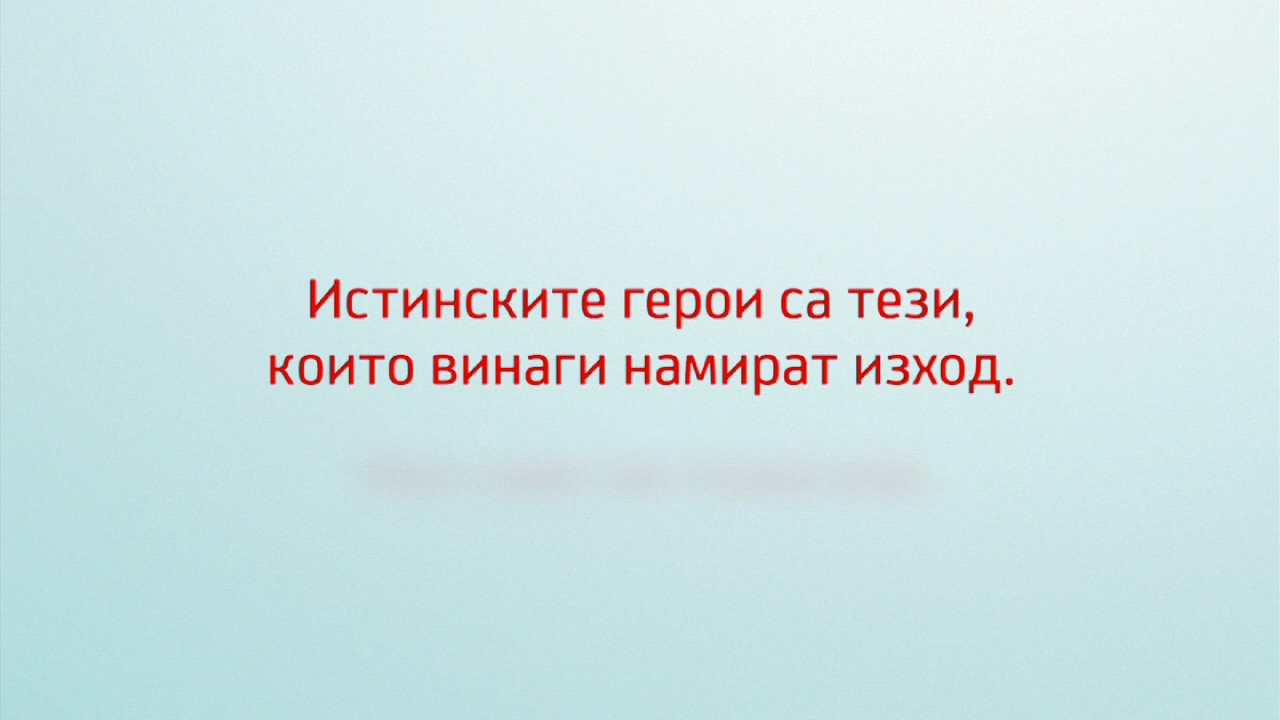 Истинските герои са тези,
които винаги намират изход.